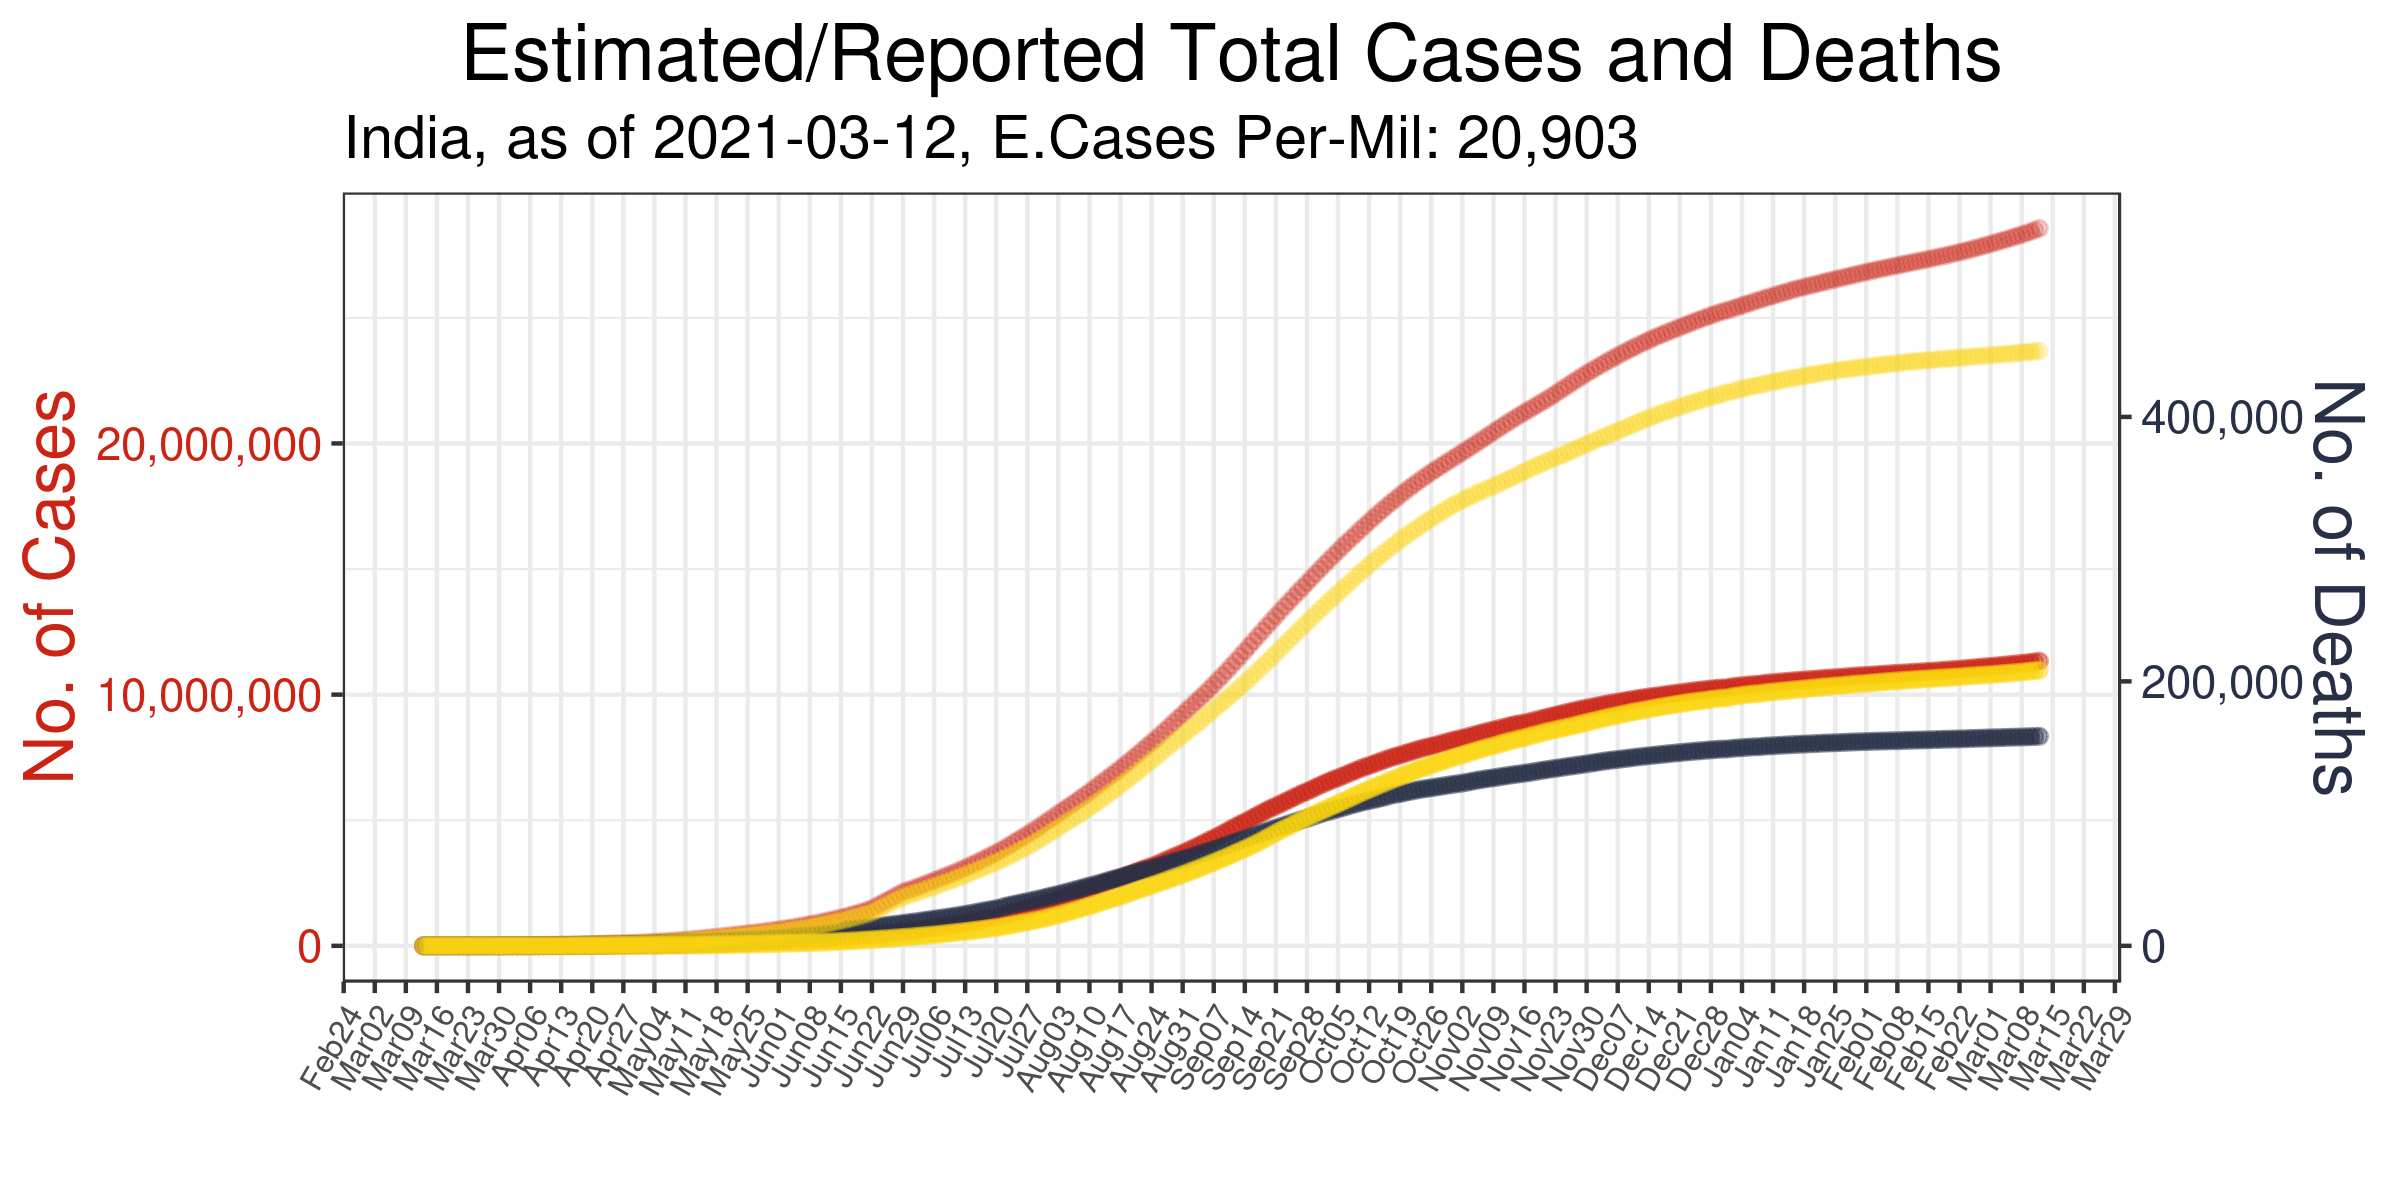 Estimated/Reported Total Cases and Deaths
India, as of 2021-03-12, E.Cases Per-Mil: 20,903
No. of Cases
20,000,000
10,000,000
0
400,000
200,000
0
No. of Deaths
Feb24
Mar02
Mar09
Mar16
Mar23
Mar30
Apr06
Apr13
Apr20
Apr27
May04
May11
May18
May25
Jun01
Jun08
Jun15
Jun22
Jun29
Jul06
Jul13
Jul20
Jul27
Aug03
Aug10
Aug17
Aug24
Aug31
Sep07
Sep14
Sep21
Sep28
Oct05
Oct12
Oct19
Oct26
Nov02
Nov09
Nov16
Nov23
Nov30
Dec07
Dec14
Dec21
Dec28
Jan04
Jan11
Jan18
Jan25
Feb01
Feb08
Feb15
Feb22
Mar01
Mar08
Mar15
Mar22
Mar29